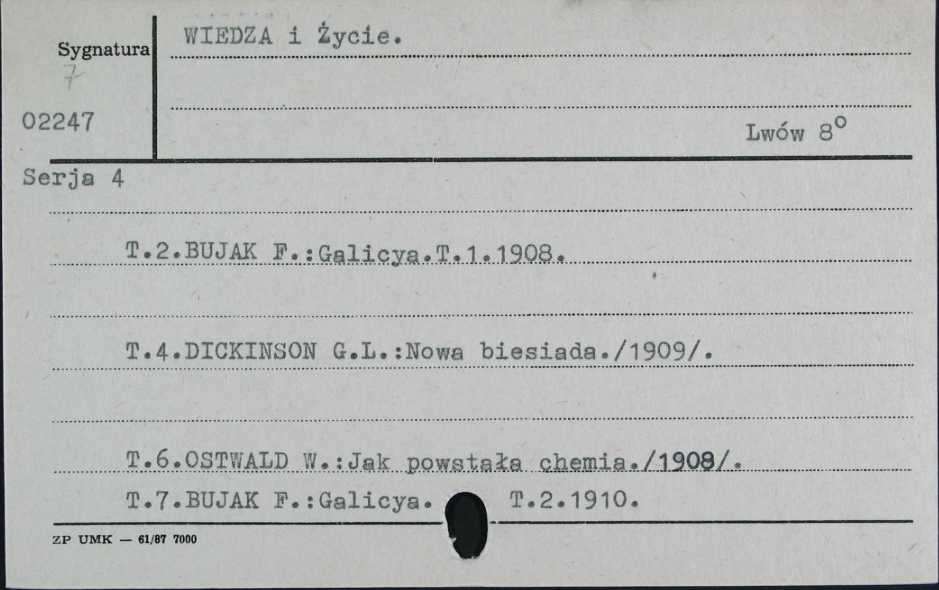 WIEDZA i Życie.
Sygnatura
7
02247
Lwów 8°
Serja 4
T.2.BUJAK F.:Galicya.T.1.1908.
T.4.DICKINSON G.L.:Nowa biesiada./1909/.
T.6.OSTWALD W.:Jak powstała chemia./1908/.
T.7.BUJAK F.:Galicya. T.2.1910.
ZP UMK — 61/87 7000